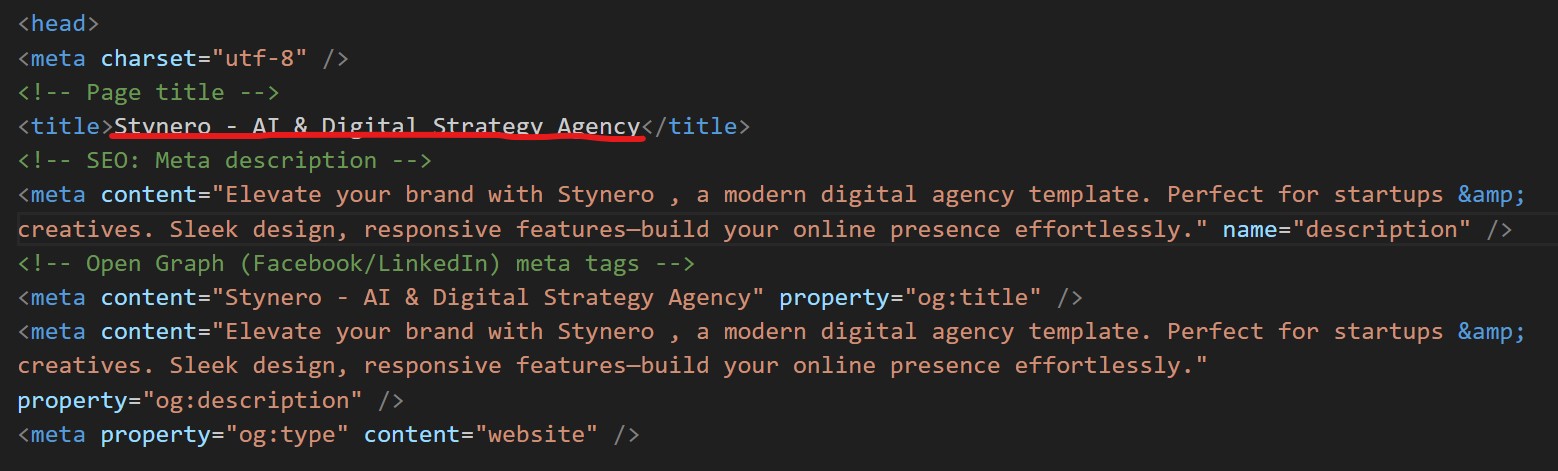 <head>
<meta charset="utf-8" />
<!-- Page title -->
<title>Stynero - AI & Digital Strategy Agency</title>
<!-- SEO: Meta description -->
<meta content="Elevate your brand with Stynero , a modern digital agency template. Perfect for startups &amp;
creatives. Sleek design, responsive features—build your online presence effortlessly." name="description" />
<!-- Open Graph (Facebook/LinkedIn) meta tags -->
<meta content="Stynero - AI & Digital Strategy Agency" property="og:title" />
<meta content="Elevate your brand with Stynero , a modern digital agency template. Perfect for startups &amp;
creatives. Sleek design, responsive features—build your online presence effortlessly."
property="og:description" />
<meta property="og:type" content="website" />